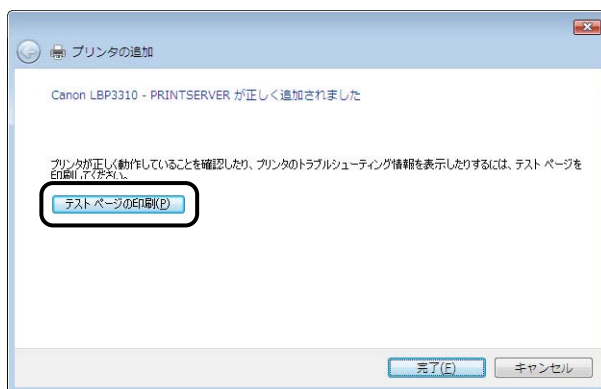 プリンタの追加
Canon LBP3310 - PRINTSERVER が正しく追加されました
プリンタが正しく動作していることを確認したり、プリンタのトラブルシューティング情報を表示したりするには、テスト ページを
印刷してください。
テスト ページの印刷(P)
完了(F)
キャンセル